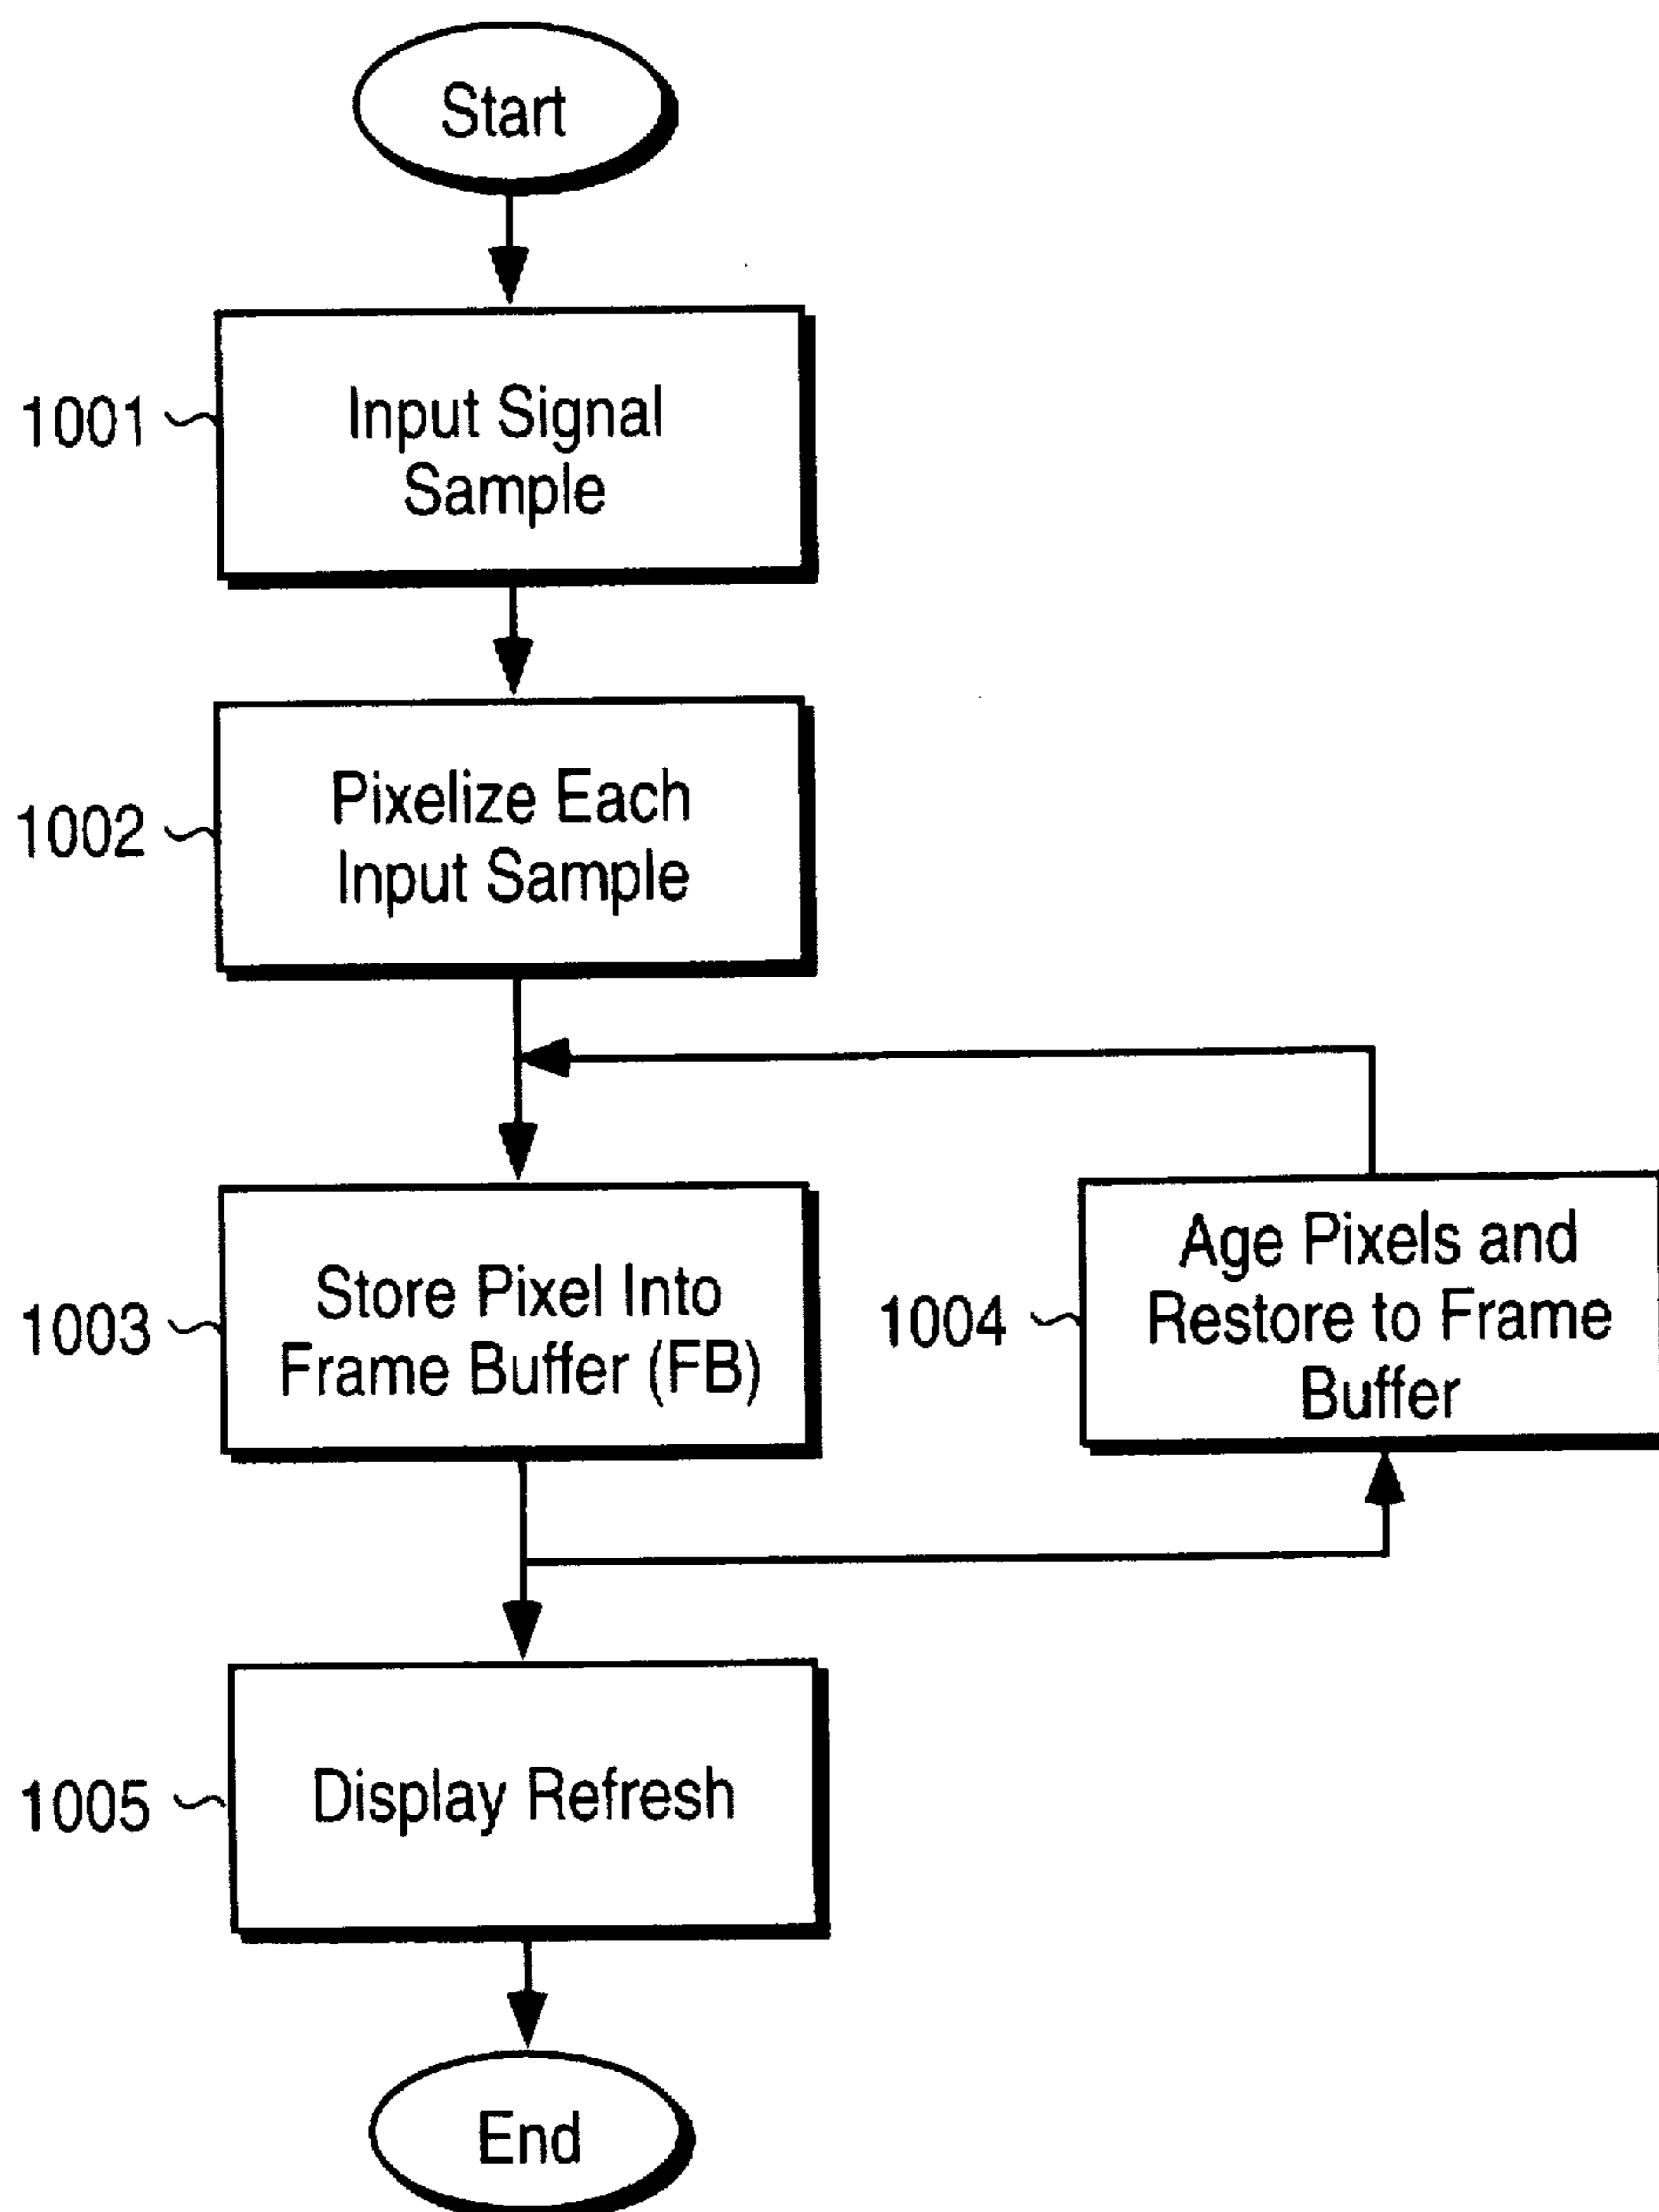 Start
1001
Input Signal
Sample
1002
Pixelize Each
Input Sample
1003
Store Pixel Into
Frame Buffer (FB)
1004
Age Pixels and
Restore to Frame
Buffer
1005
Display Refresh
End